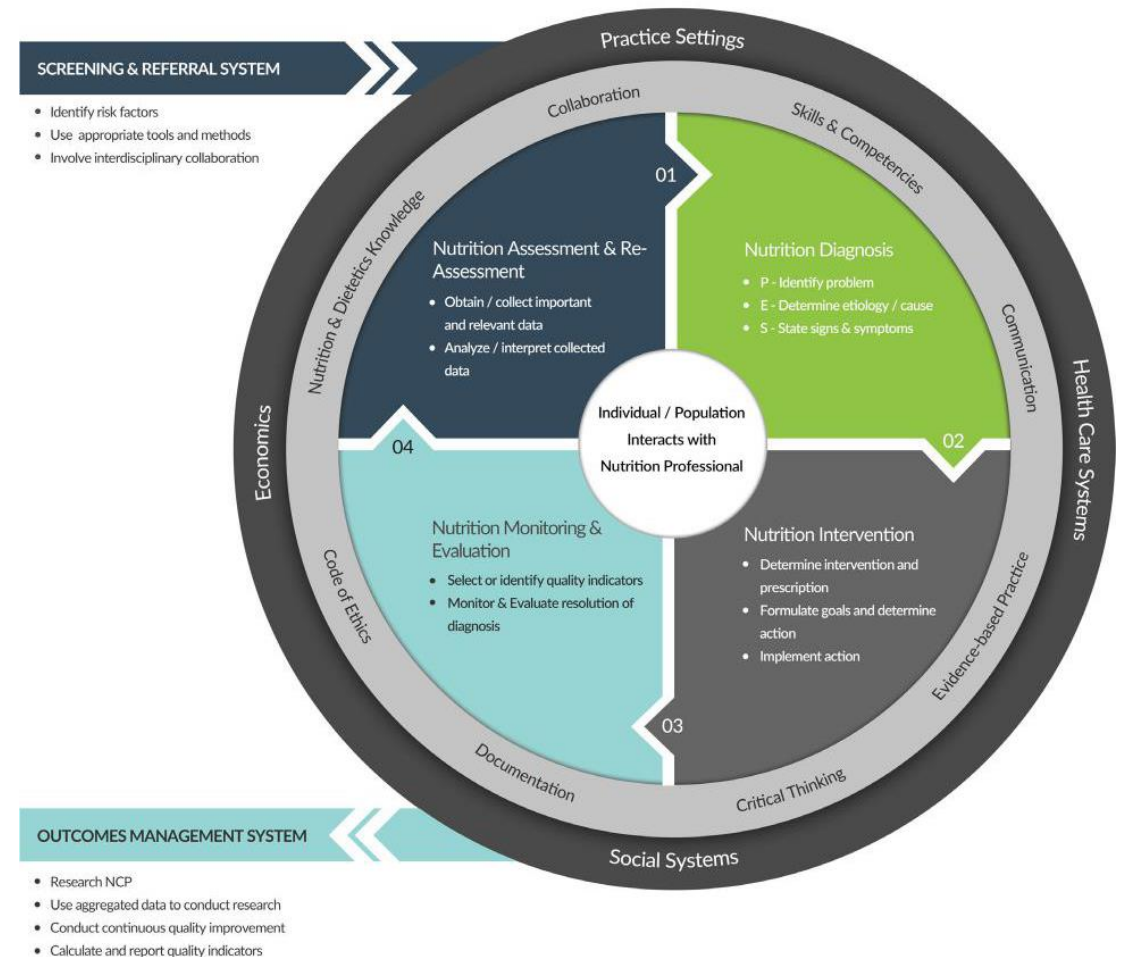 Practice Settings
SCREENING & REFERRAL SYSTEM
• Identify risk factors
• Use appropriate tools and methods
• Involve interdisciplinary collaboration
Collaboration
Skills & Competencies
Nutrition & Dietetics Knowledge
Communication
Economics
Health Care Systems
01
Nutrition Assessment & Re-
Assessment
• Obtain / collect important
and relevant data
• Analyze / interpret collected
data
Nutrition Diagnosis
• P - Identify problem
• E - Determine etiology / cause
• S - State signs & symptoms
Individual / Population
Interacts with
Nutrition Professional
04
02
Nutrition Monitoring &
Evaluation
• Select or identify quality indicators
• Monitor & Evaluate resolution of
diagnosis
Nutrition Intervention
• Determine intervention and
prescription
• Formulate goals and determine
action
• Implement action
03
Code of Ethics
Evidence-based Practice
Documentation
Critical Thinking
Social Systems
OUTCOMES MANAGEMENT SYSTEM
• Research NCP
• Use aggregated data to conduct research
• Conduct continuous quality improvement
• Calculate and report quality indicators